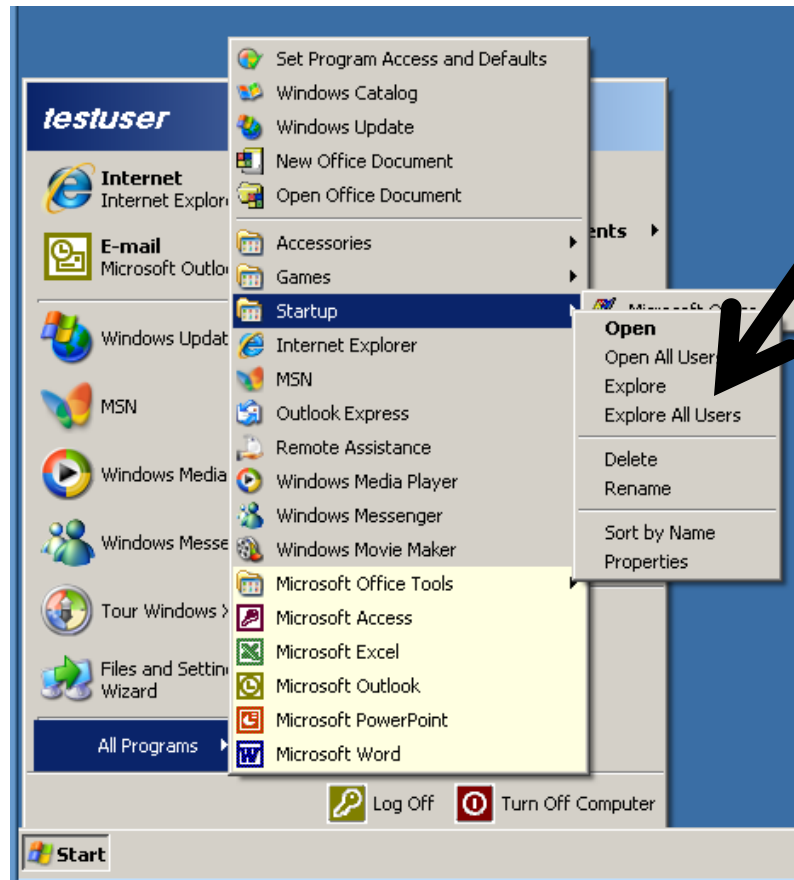 Set Program Access and Defaults
Windows Catalog
Windows Update
New Office Document
Open Office Document
Accessories
Games
Startup
Internet Explorer
MSN
Outlook Express
Remote Assistance
Windows Media Player
Windows Messenger
Windows Movie Maker
Microsoft Office Tools
Microsoft Access
Microsoft Excel
Microsoft Outlook
Microsoft PowerPoint
Microsoft Word
testuser
Internet
Internet Explor
E-mail
Microsoft Outlo
Windows Updat
MSN
Windows Media
Windows Messe
Tour Windows
Files and Settin
Wizard
All Programs
ents
Microsoft
Open
Open All Users
Explore
Explore All Users
Delete
Rename
Sort by Name
Properties
Log Off
Turn Off Computer
Start